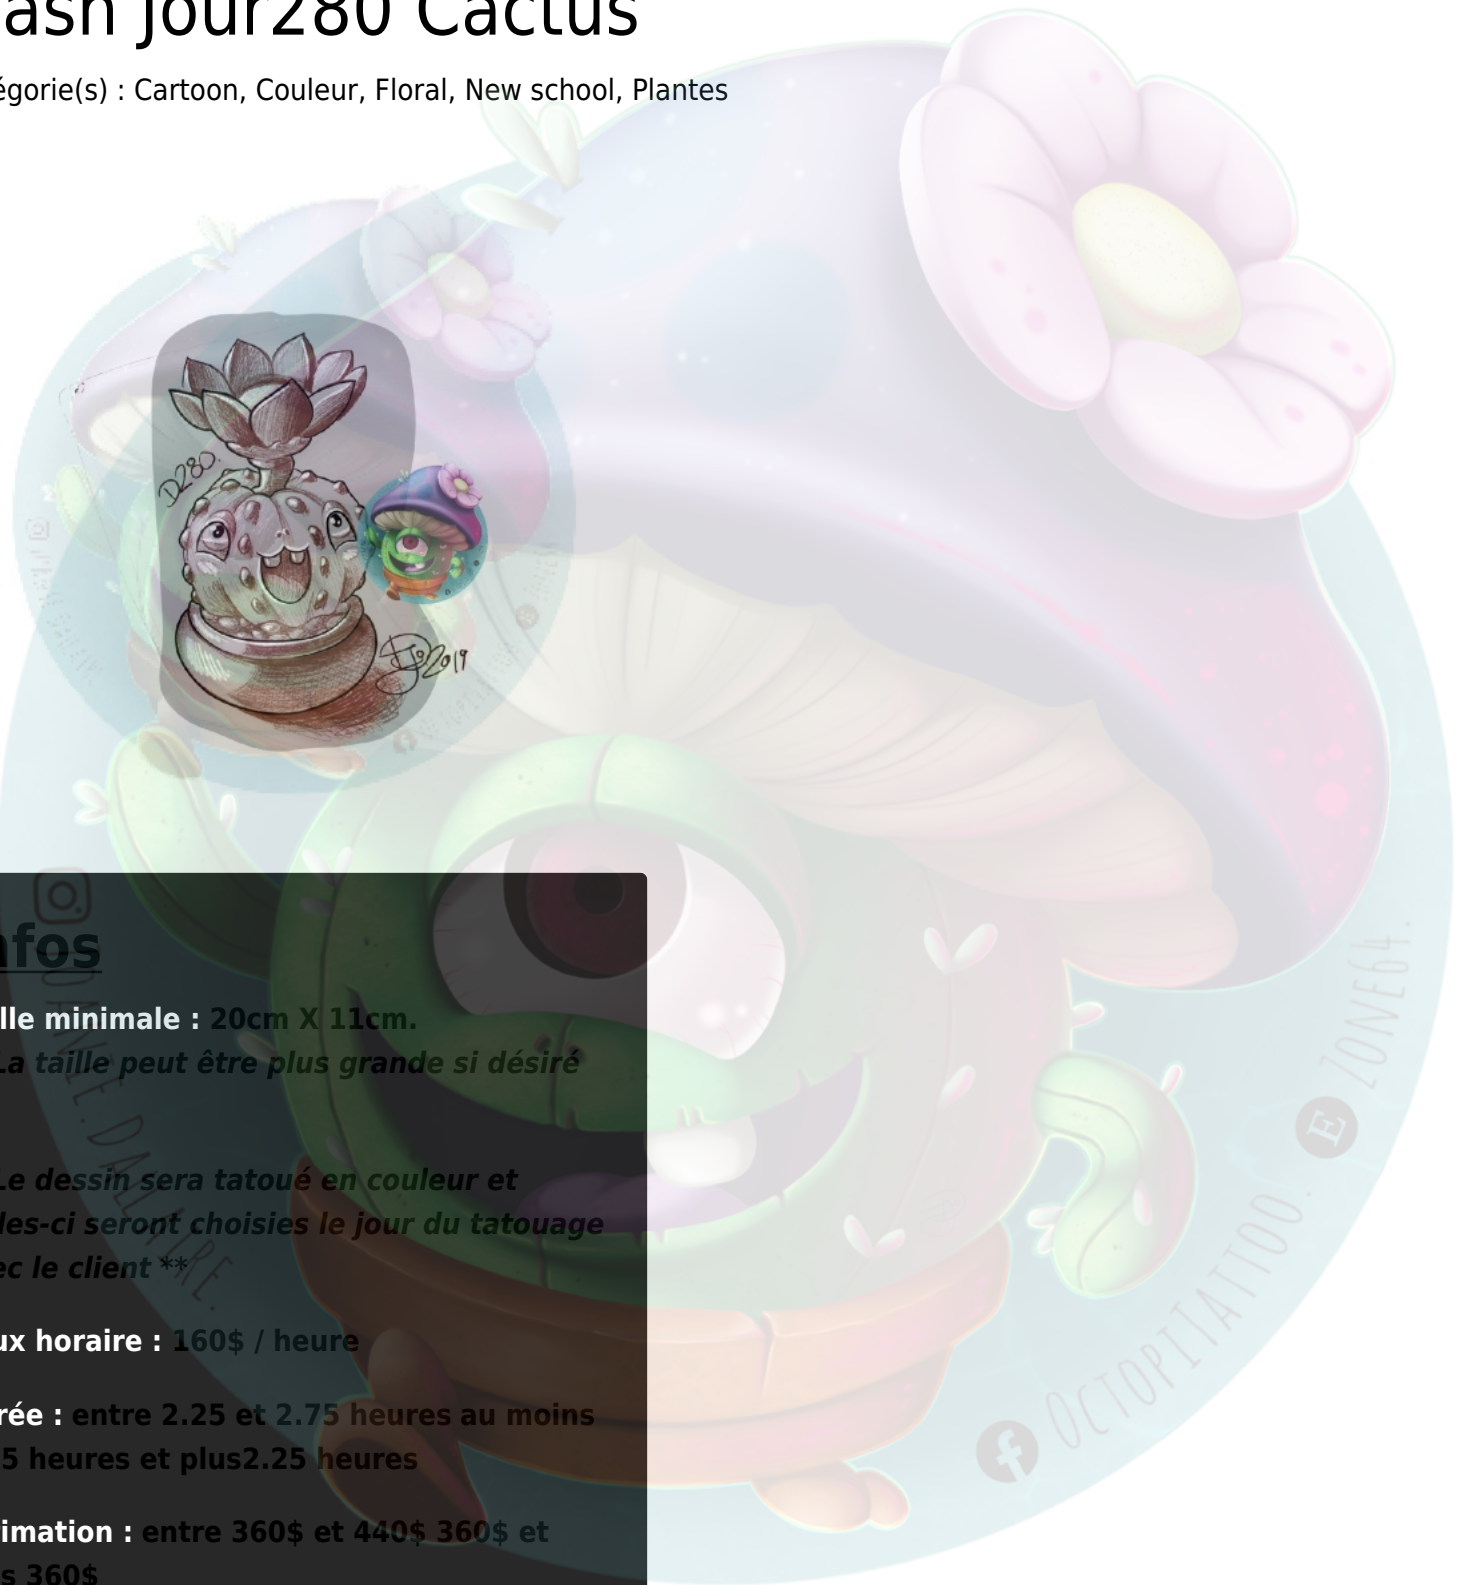 ash Jour280 Cactus
égorie(s) : Cartoon, Couleur, Floral, New school, Plantes
D280.
2019
nfos
lle minimale : 20cm X 11cm.
La taille peut être plus grande si désiré
Le dessin sera tatoué en couleur et
les-ci seront choisies le jour du tatouage
ec le client **
ux horaire : 160$ / heure
rée : entre 2.25 et 2.75 heures au moins
5 heures et plus2.25 heures
imation : entre 360$ et 440$ 360$ et
s 360$
DALLAIRE.
OCTOPITATTOO.
E ZONE64.